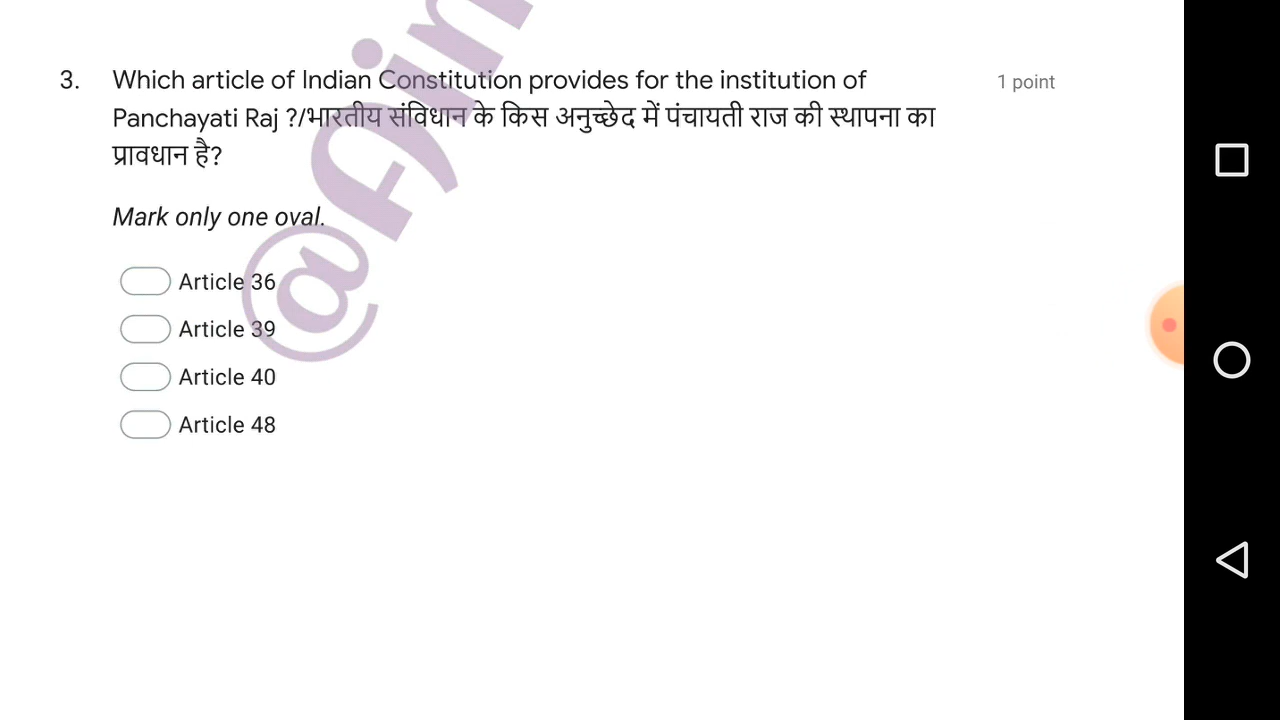 3. Which article of Indian Constitution provides for the institution of 1 point
Panchayati Raj ?/भारतीय संविधान के किस अनुच्छेद में पंचायती राज की स्थापना का
प्रावधान है?
Mark only one oval.
Article 36
Article 39
Article 40
Article 48